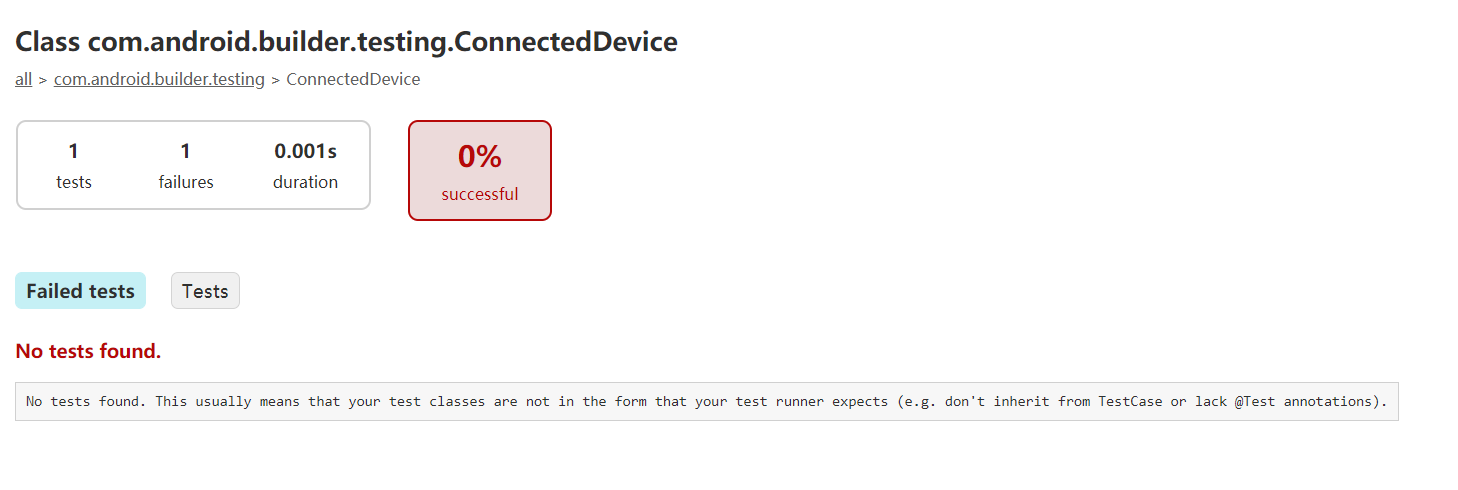 Class com.android.builder.testing.ConnectedDevice
all > com.android.builder.testing > ConnectedDevice
1 1 0.001s 0%
tests failures duration successful
Failed tests Tests
No tests found.
No tests found. This usually means that your test classes are not in the form that your test runner expects (e.g. don't inherit from TestCase or lack @Test annotations).